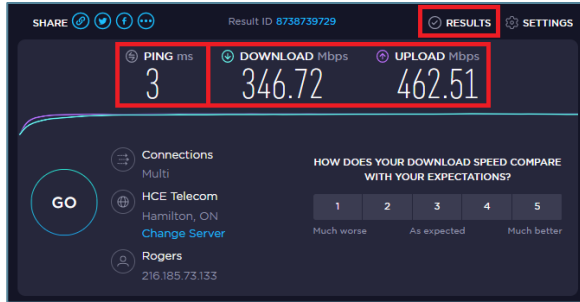 SHARE
Result ID 8738739729
RESULTS
SETTINGS
PING ms
3
DOWNLOAD Mbps
346.72
UPLOAD Mbps
462.51
GO
Connections
Multi
HCE Telecom
Hamilton, ON
Change Server
Rogers
216.185.73.133
HOW DOES YOUR DOWNLOAD SPEED COMPARE
WITH YOUR EXPECTATIONS?
1 2 3 4 5
Much worse As expected Much better